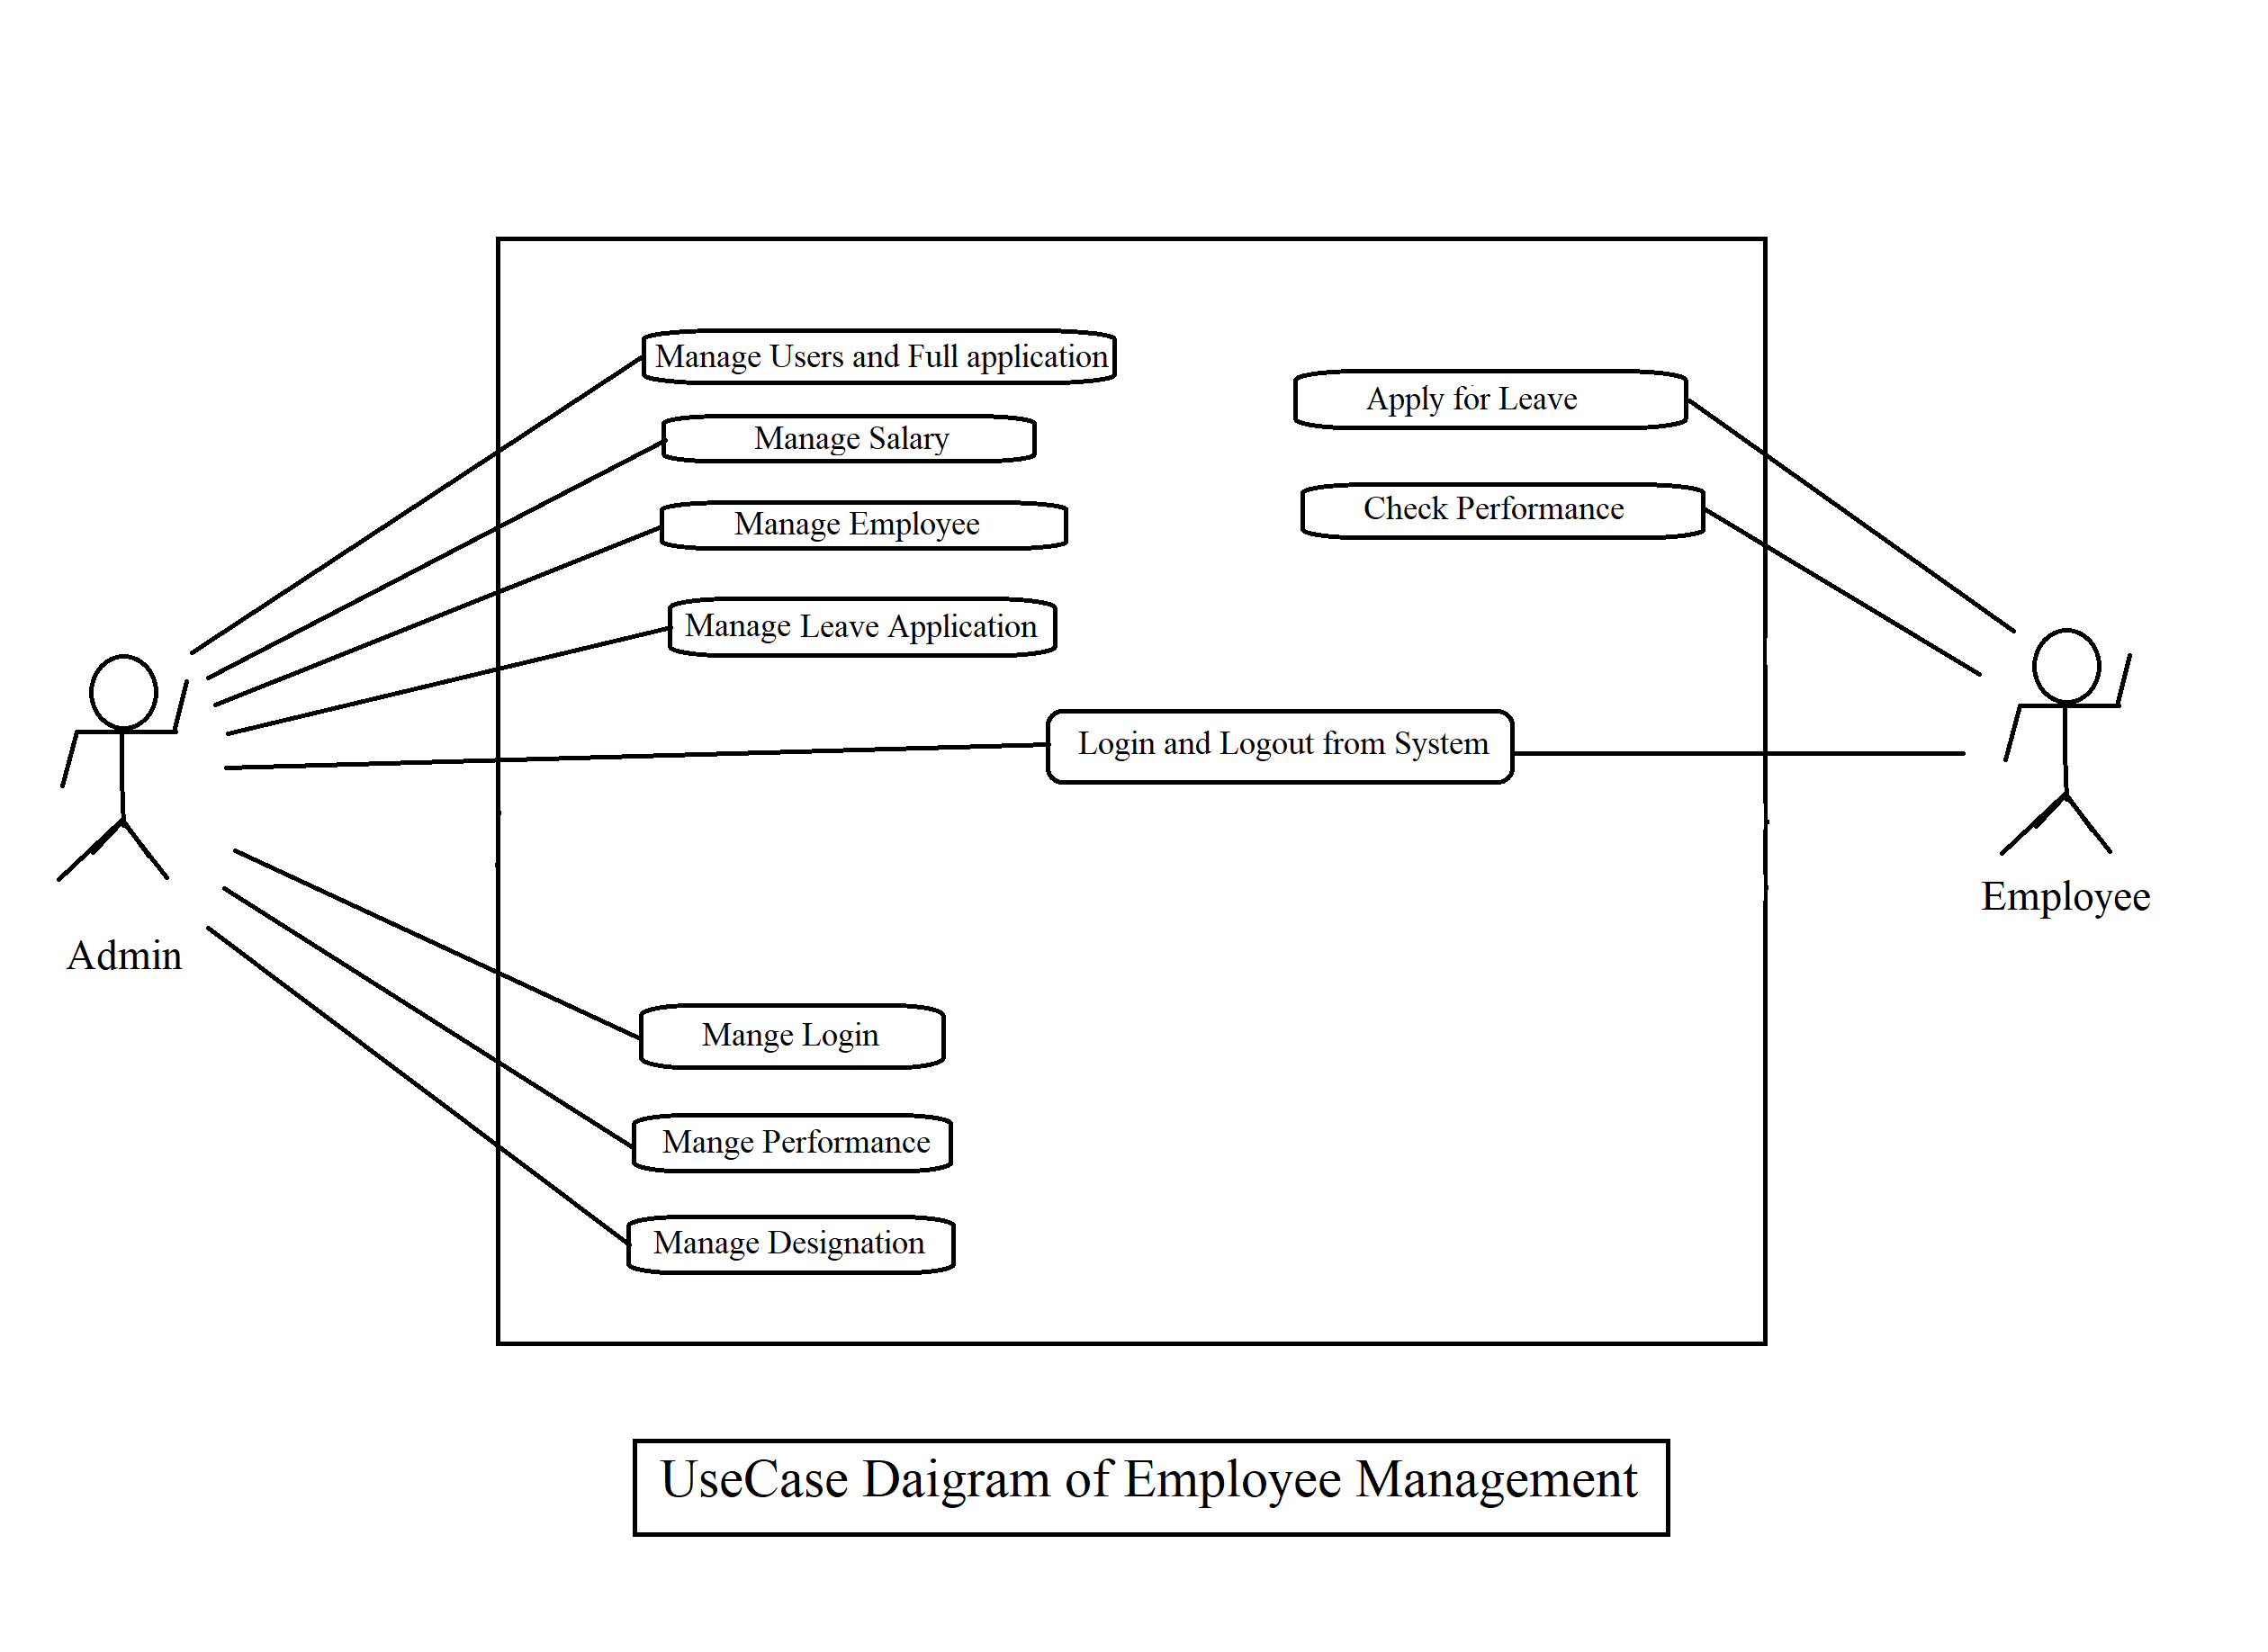 Manage Users and Full application
Manage Salary
Manage Employee
Manage Leave Application
Apply for Leave
Check Performance
Login and Logout from System
Admin
Employee
Mange Login
Mange Performance
Manage Designation
UseCase Daigram of Employee Management